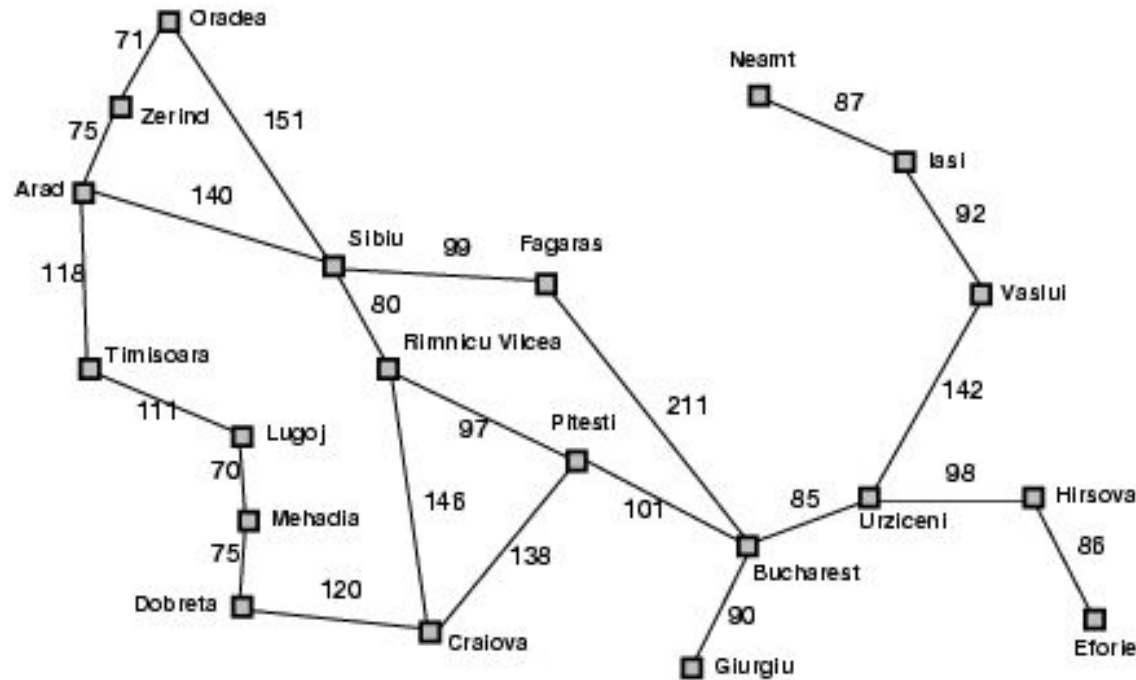 Oradea
71
Neamt
87
Zerind
75
151
Iasi
Arad
140
92
Sibiu
99
Fagaras
118
80
Vaslui
Timisoara
Rimnicu Vilcea
111
Lugoj
97
Pitesti
211
142
70
146
101
85
98
Hirsova
Mehadia
Urziceni
75
138
86
Dobreta
120
Bucharest
Craiova
90
Eforie
Giurgiu